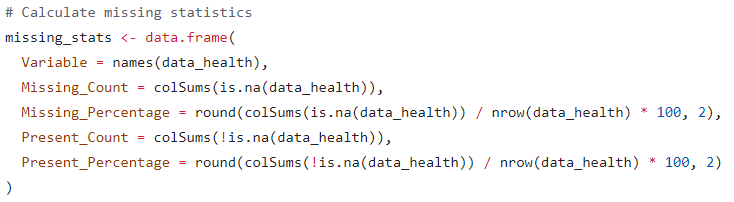 # Calculate missing statistics
missing_stats <- data.frame(
  Variable = names(data_health),
  Missing_Count = colSums(is.na(data_health)),
  Missing_Percentage = round(colSums(is.na(data_health)) / nrow(data_health) * 100, 2),
  Present_Count = colSums(!is.na(data_health)),
  Present_Percentage = round(colSums(!is.na(data_health)) / nrow(data_health) * 100, 2)
)